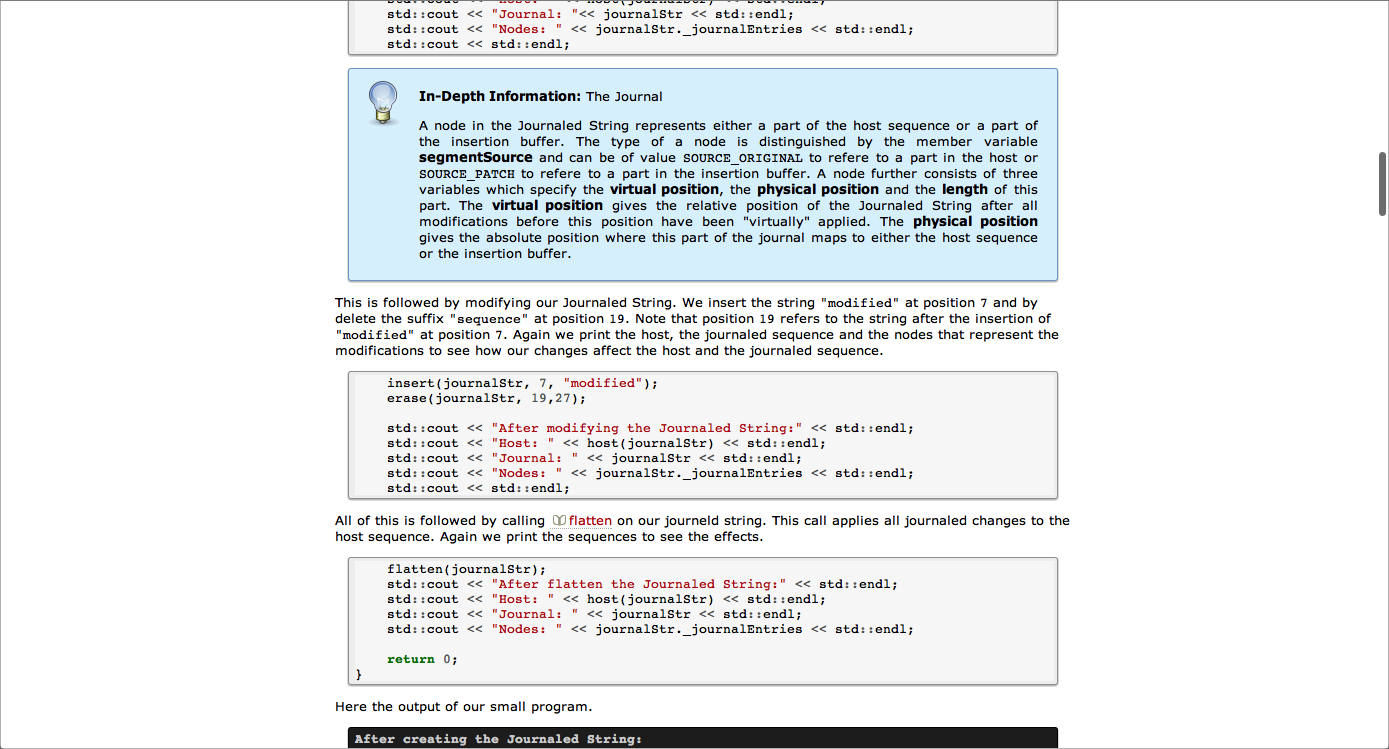 std::cout << "Journal: "<< journalStr << std::endl;
std::cout << "Nodes: " << journalStr._journalEntries << std::endl;
std::cout << std::endl;
In-Depth Information: The Journal
A node in the Journaled String represents either a part of the host sequence or a part of
the insertion buffer. The type of a node is distinguished by the member variable
segmentSource and can be of value SOURCE_ORIGINAL to refere to a part in the host or
SOURCE_PATCH to refere to a part in the insertion buffer. A node further consists of three
variables which specify the virtual position, the physical position and the length of this
part. The virtual position gives the relative position of the Journaled String after all
modifications before this position have been "virtually" applied. The physical position
gives the absolute position where this part of the journal maps to either the host sequence
or the insertion buffer.
This is followed by modifying our Journaled String. We insert the string "modified" at position 7 and by
delete the suffix "sequence" at position 19. Note that position 19 refers to the string after the insertion of
"modified" at position 7. Again we print the host, the journaled sequence and the nodes that represent the
modifications to see how our changes affect the host and the journaled sequence.
insert(journalStr, 7, "modified");
erase(journalStr, 19,27);
std::cout << "After modifying the Journaled String:" << std::endl;
std::cout << "Host: " << host(journalStr) << std::endl;
std::cout << "Journal: " << journalStr << std::endl;
std::cout << "Nodes: " << journalStr._journalEntries << std::endl;
std::cout << std::endl;
All of this is followed by calling flatten on our journeld string. This call applies all journaled changes to the
host sequence. Again we print the sequences to see the effects.
flatten(journalStr);
std::cout << "After flatten the Journaled String:" << std::endl;
std::cout << "Host: " << host(journalStr) << std::endl;
std::cout << "Journal: " << journalStr << std::endl;
std::cout << "Nodes: " << journalStr._journalEntries << std::endl;
return 0;
}
Here the output of our small program.
After creating the Journaled String: